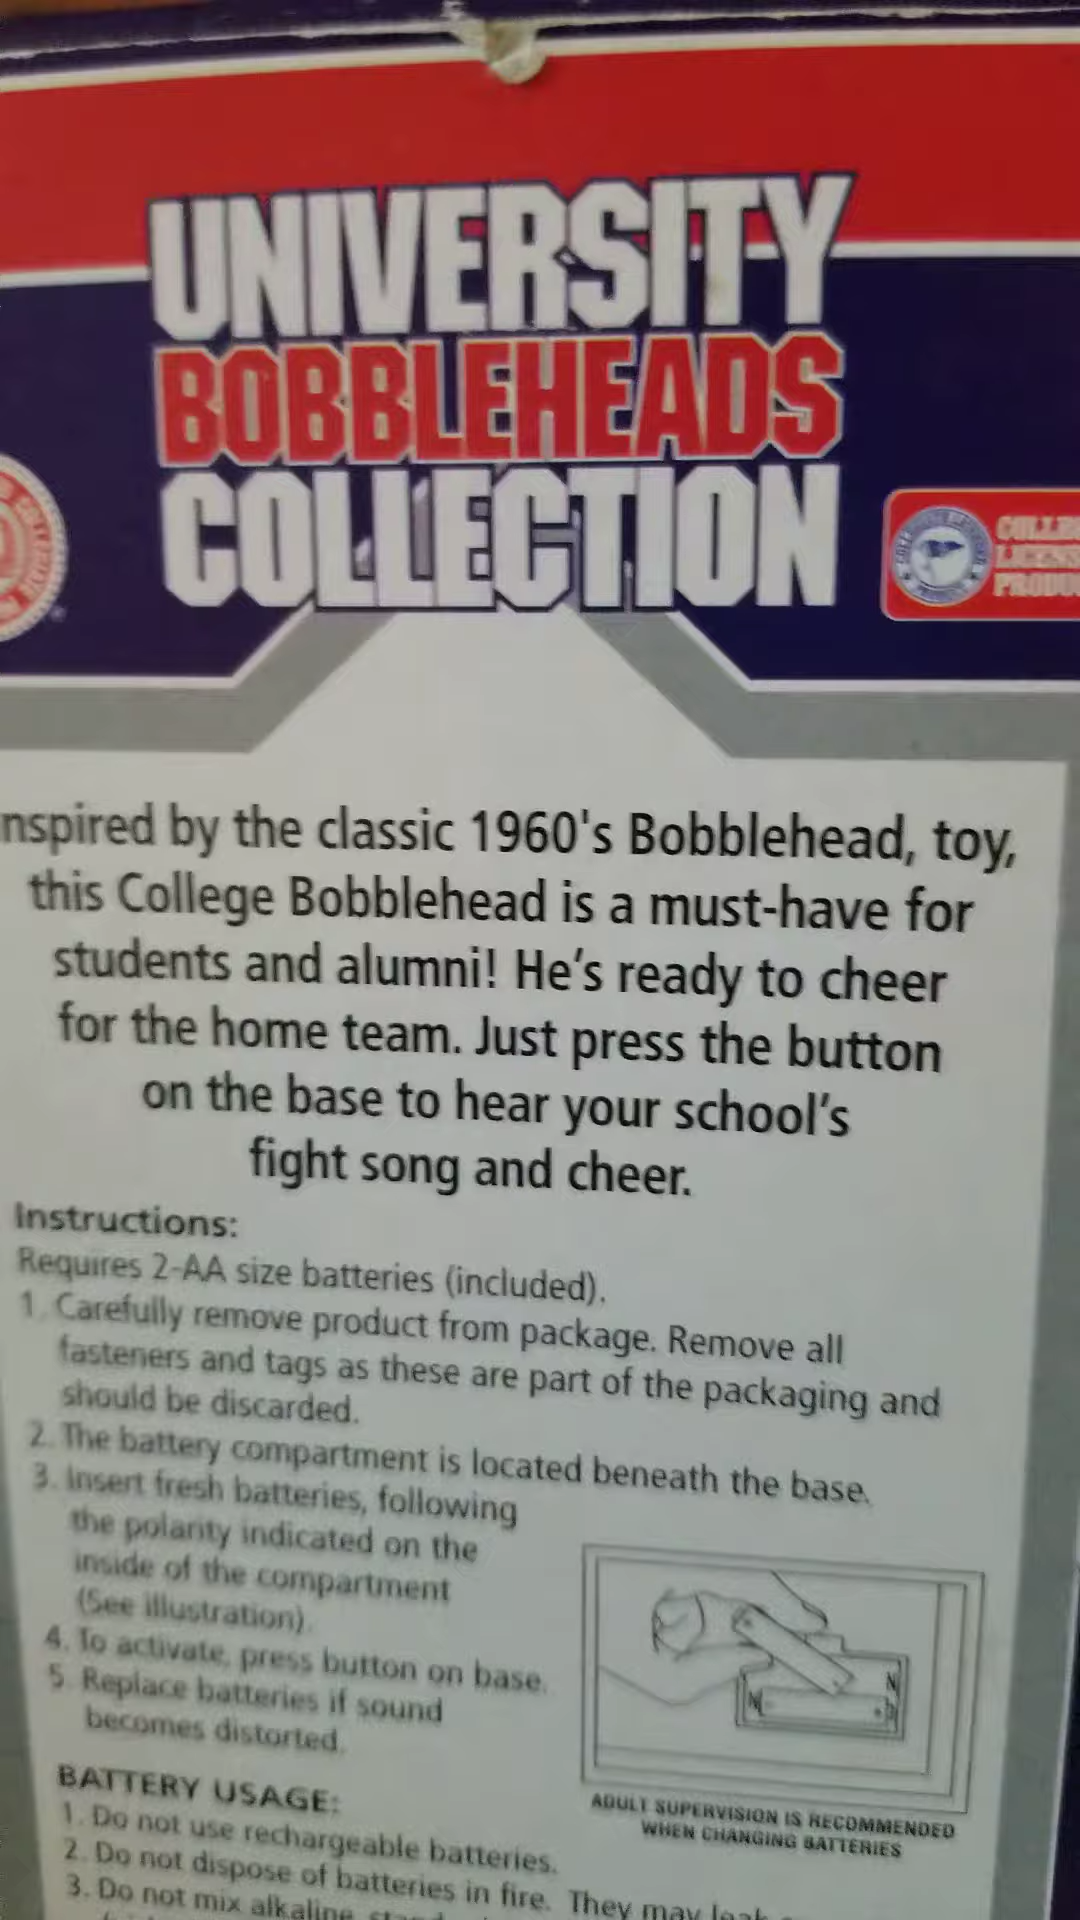 UNIVERSITY
BOBBLEHEADS
COLLECTION
nspired by the classic 1960's Bobblehead, toy,
this College Bobblehead is a must-have for
students and alumni! He's ready to cheer
for the home team. Just press the button
on the base to hear your school's
fight song and cheer.
Instructions:
Requires 2-AA size batteries (included).
1. Carefully remove product from package. Remove all
fasteners and tags as these are part of the packaging and
should be discarded.
2. The battery compartment is located beneath the base.
3. Insert fresh batteries, following
the polarity indicated on the
inside of the compartment
(See illustration).
4. To activate, press button on base.
5. Replace batteries if sound
becomes distorted.
ADULT SUPERVISION IS RECOMMENDED
WHEN CHANGING BATTERIES
BATTERY USAGE:
1. Do not use rechargeable batteries.
2. Do not dispose of batteries in fire. They may leak
3. Do not mix alkaline,